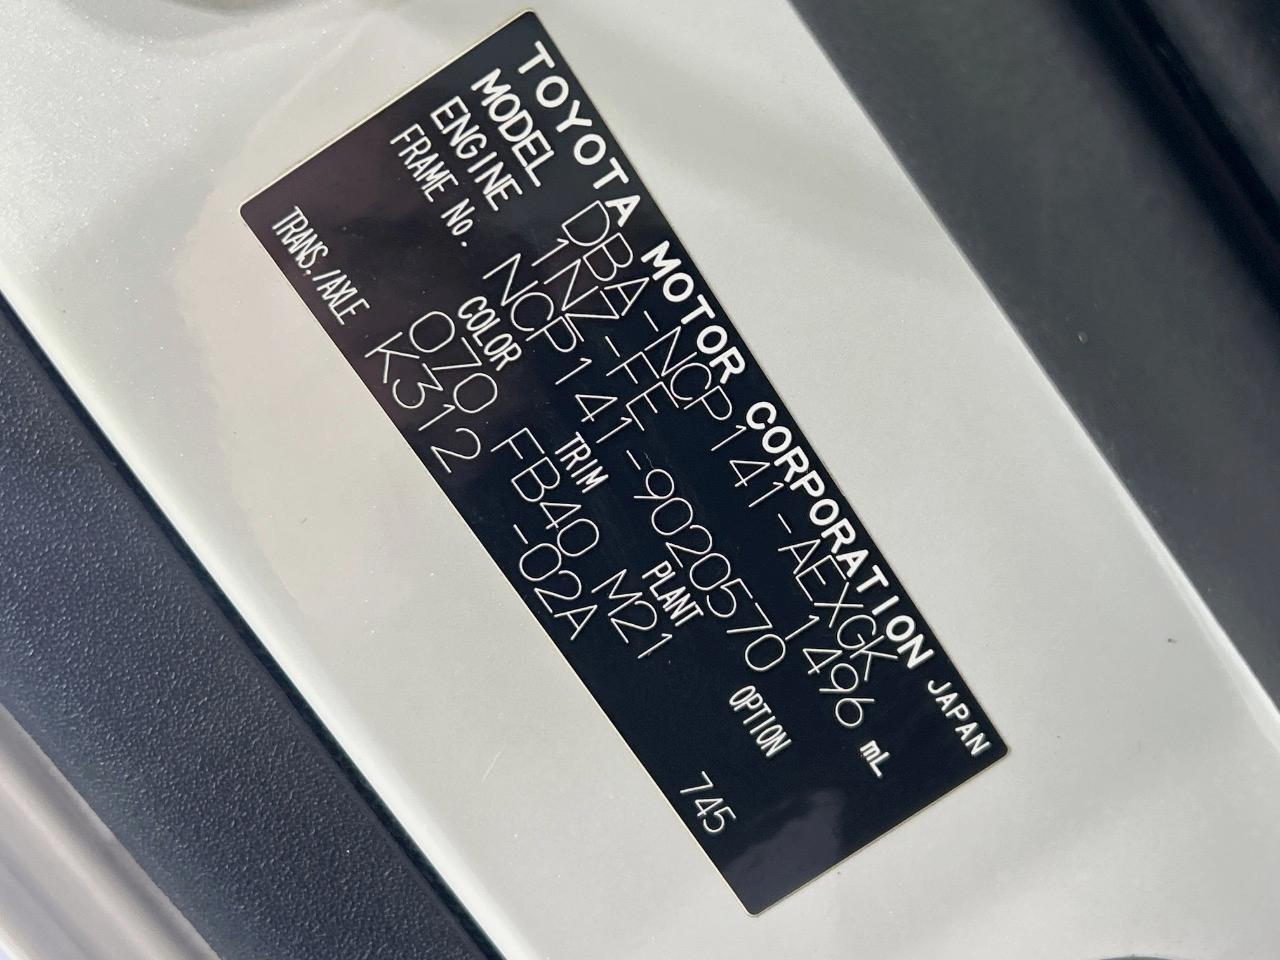 TOYOTA MOTOR CORPORATION JAPAN
MODEL DBA-NCP141-AEXGK
ENGINE 1NZ-FE 1496 mL
FRAME No. NCP141-9020570
COLOR TRIM PLANT OPTION
070 FB40 M21
TRANS./AXLE K312 -02A 745